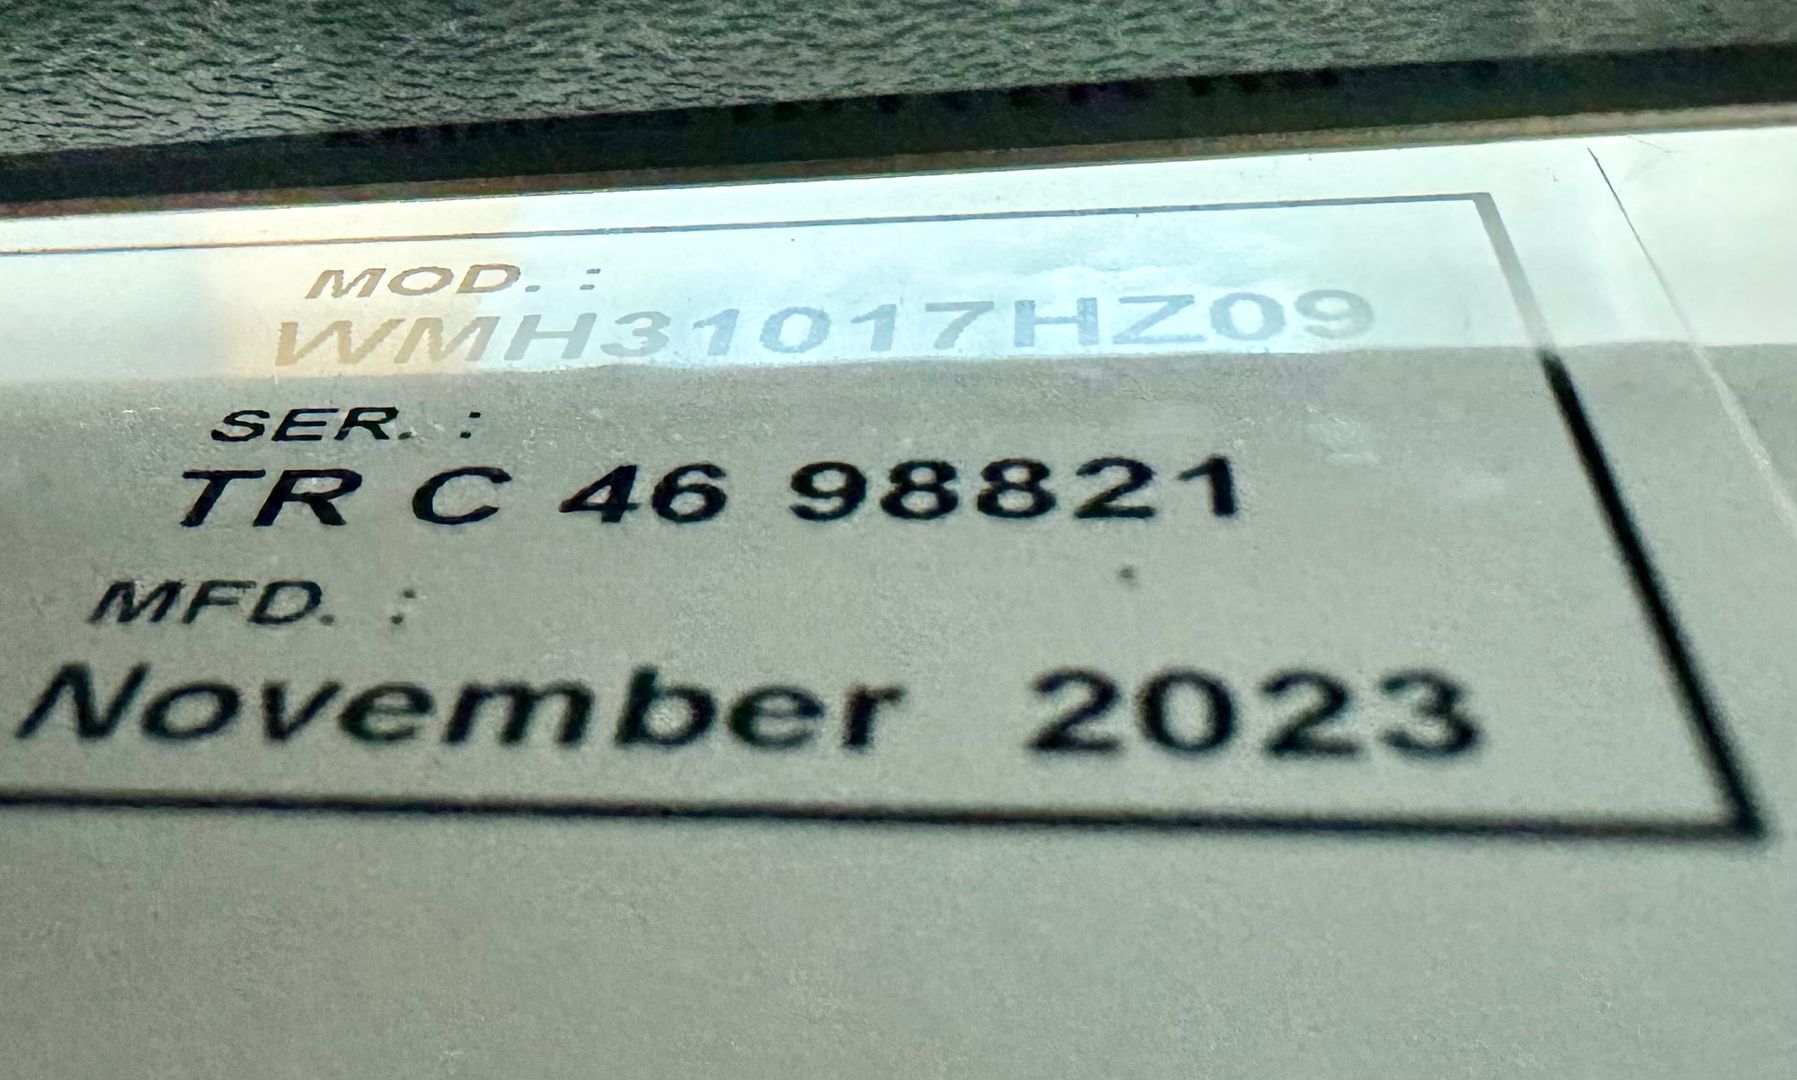 MOD. :
WMH31017HZ09
SER. :
TR C 46 98821
MFD. :
November 2023